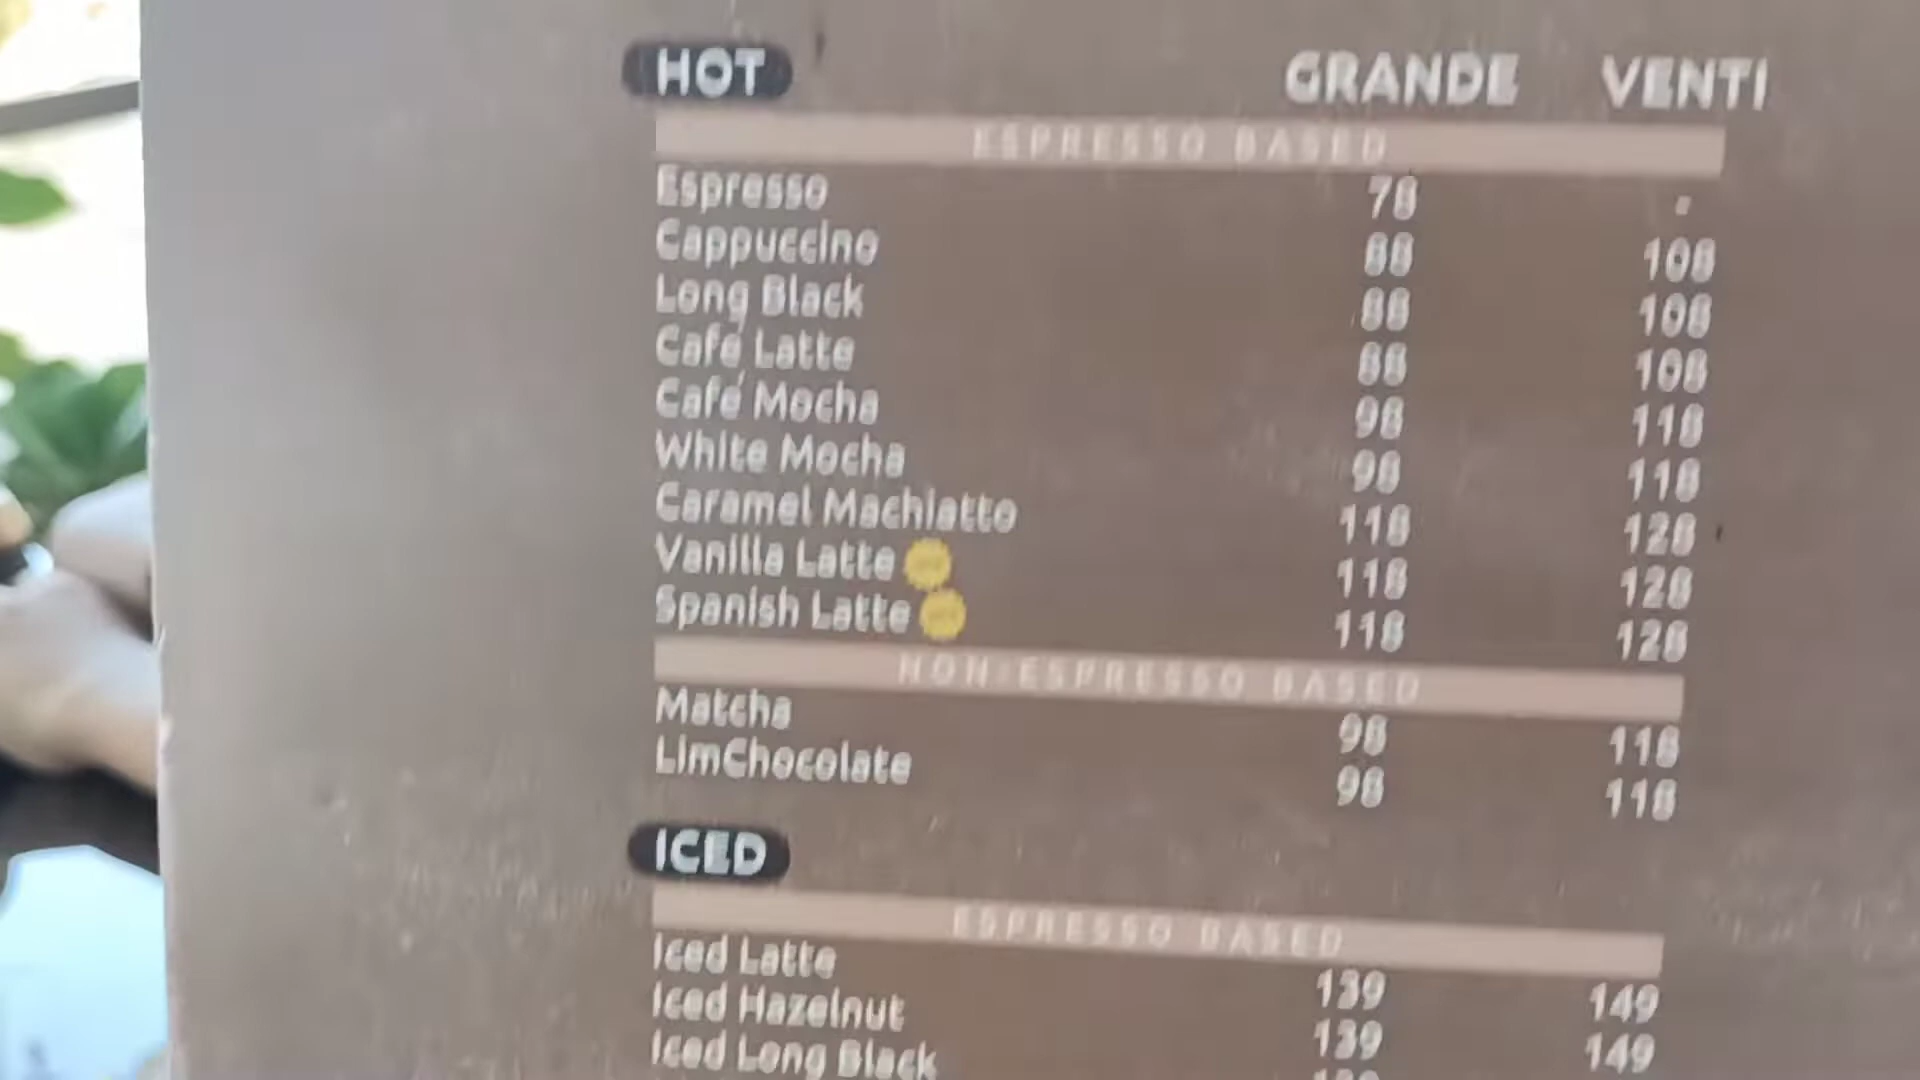 HOT GRANDE VENTI
ESPRESSO BASED
Espresso 78 -
Cappuccino 88 108
Long Black 88 108
Café Latte 88 108
Café Mocha 98 118
White Mocha 98 118
Caramel Machiatto 118 128
Vanilla Latte 118 128
Spanish Latte 118 128
NON-ESPRESSO BASED
Matcha 98 118
LimChocolate 98 118
ICED
ESPRESSO BASED
Iced Latte 139 149
Iced Hazelnut 139 149
Iced Long Black